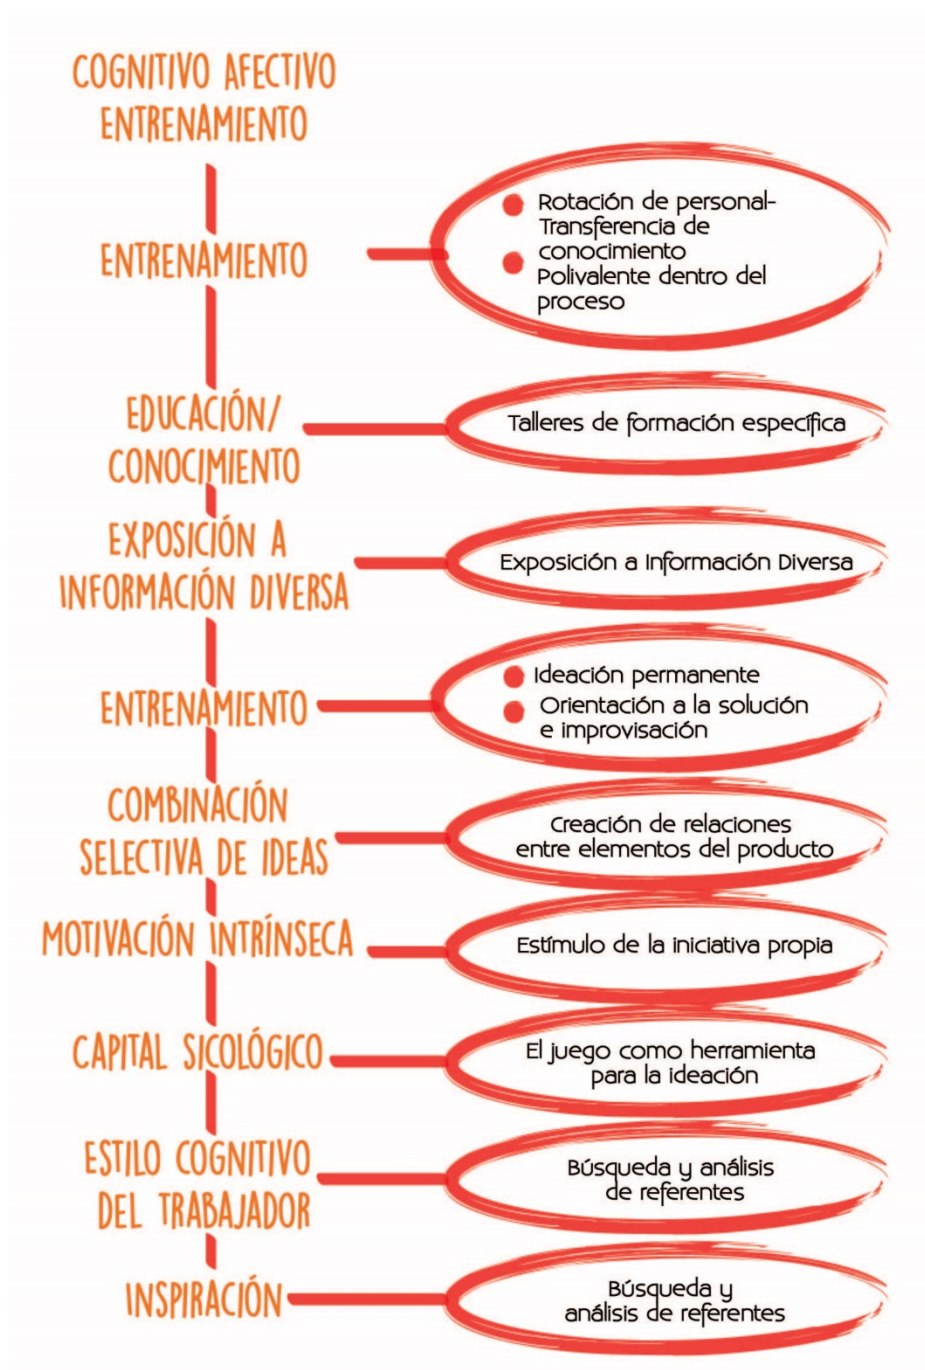 COGNITIVO AFECTIVO
ENTRENAMIENTO
ENTRENAMIENTO
Rotación de personal-
Transferencia de
conocimiento
Polivalente dentro del
proceso
EDUCACIÓN/
CONOCIMIENTO
Talleres de formación específica
EXPOSICIÓN A
INFORMACIÓN DIVERSA
Exposición a Información Diversa
ENTRENAMIENTO
Ideación permanente
Orientación a la solución
e improvisación
COMBINACIÓN
SELECTIVA DE IDEAS
Creación de relaciones
entre elementos del producto
MOTIVACIÓN INTRÍNSECA
Estímulo de la iniciativa propia
CAPITAL SICOLÓGICO
El juego como herramienta
para la ideación
ESTILO COGNITIVO
DEL TRABAJADOR
Búsqueda y análisis
de referentes
INSPIRACIÓN
Búsqueda y
análisis de referentes